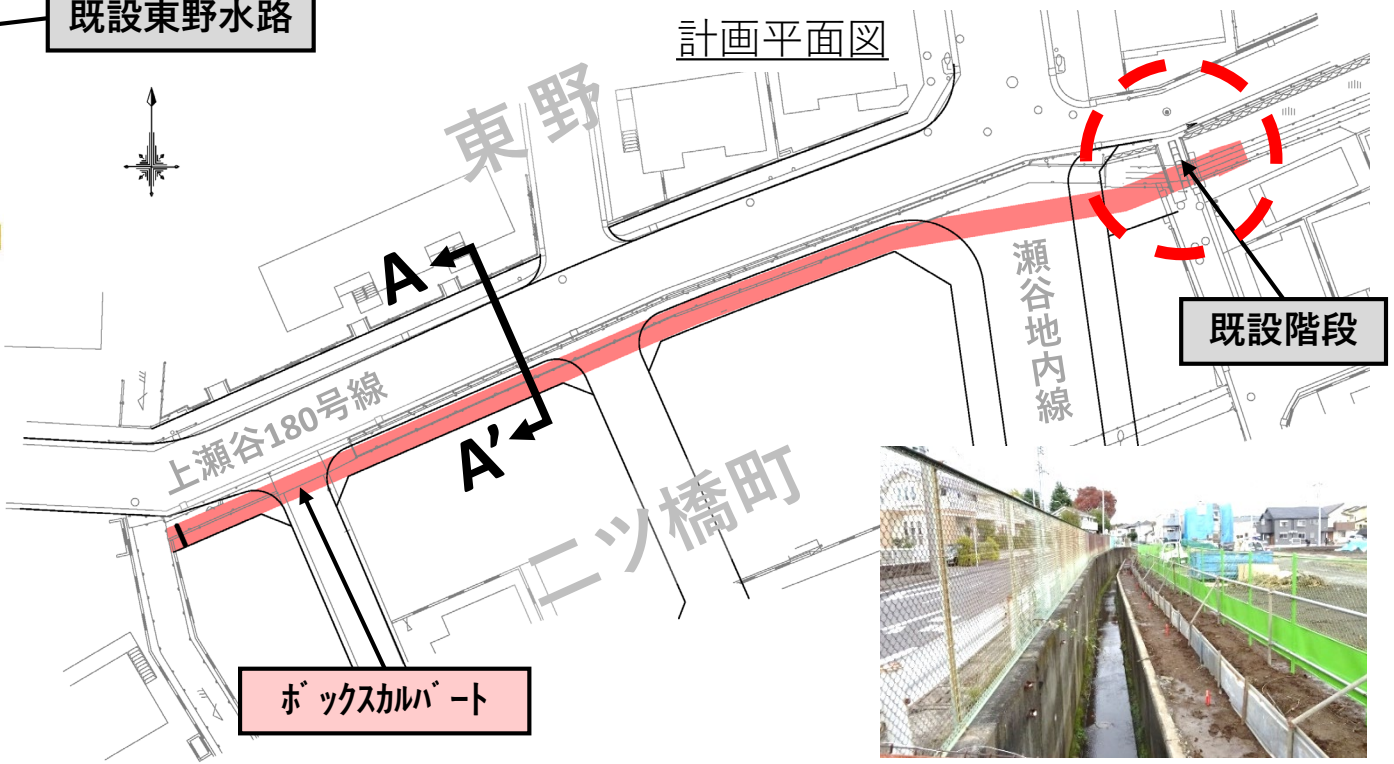 既設東野水路
計画平面図
東野
A
瀬谷地内線
既設階段
上瀬谷180号線
A’
二ツ橋町
ﾎﾞｯｸｽｶﾙﾊﾞｰﾄ